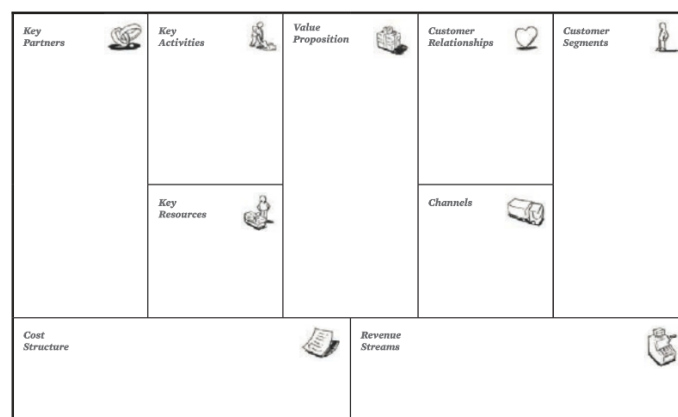 Key
Partners
Key
Activities
Value
Proposition
Customer
Relationships
Customer
Segments
Key
Resources
Channels
Cost
Structure
Revenue
Streams